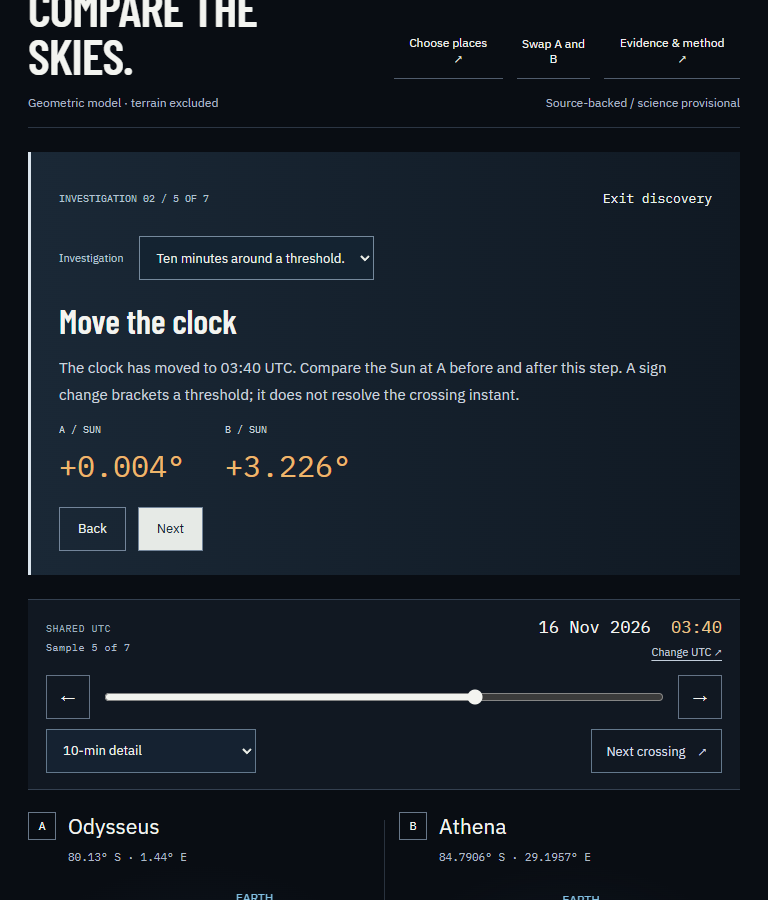 COMPARE THE
SKIES.
Choose places
↗
Swap A and
B
Evidence & method
↗
Geometric model · terrain excluded
Source-backed / science provisional
INVESTIGATION 02 / 5 OF 7
Exit discovery
Investigation
Ten minutes around a threshold.
Move the clock
The clock has moved to 03:40 UTC. Compare the Sun at A before and after this step. A sign
change brackets a threshold; it does not resolve the crossing instant.
A / SUN
B / SUN
+0.004°
+3.226°
Back
Next
SHARED UTC
16 Nov 2026 03:40
Sample 5 of 7
Change UTC ↗
←
→
10-min detail
Next crossing ↗
A
Odysseus
B
Athena
80.13° S · 1.44° E
84.7906° S · 29.1957° E
EARTH
EARTH